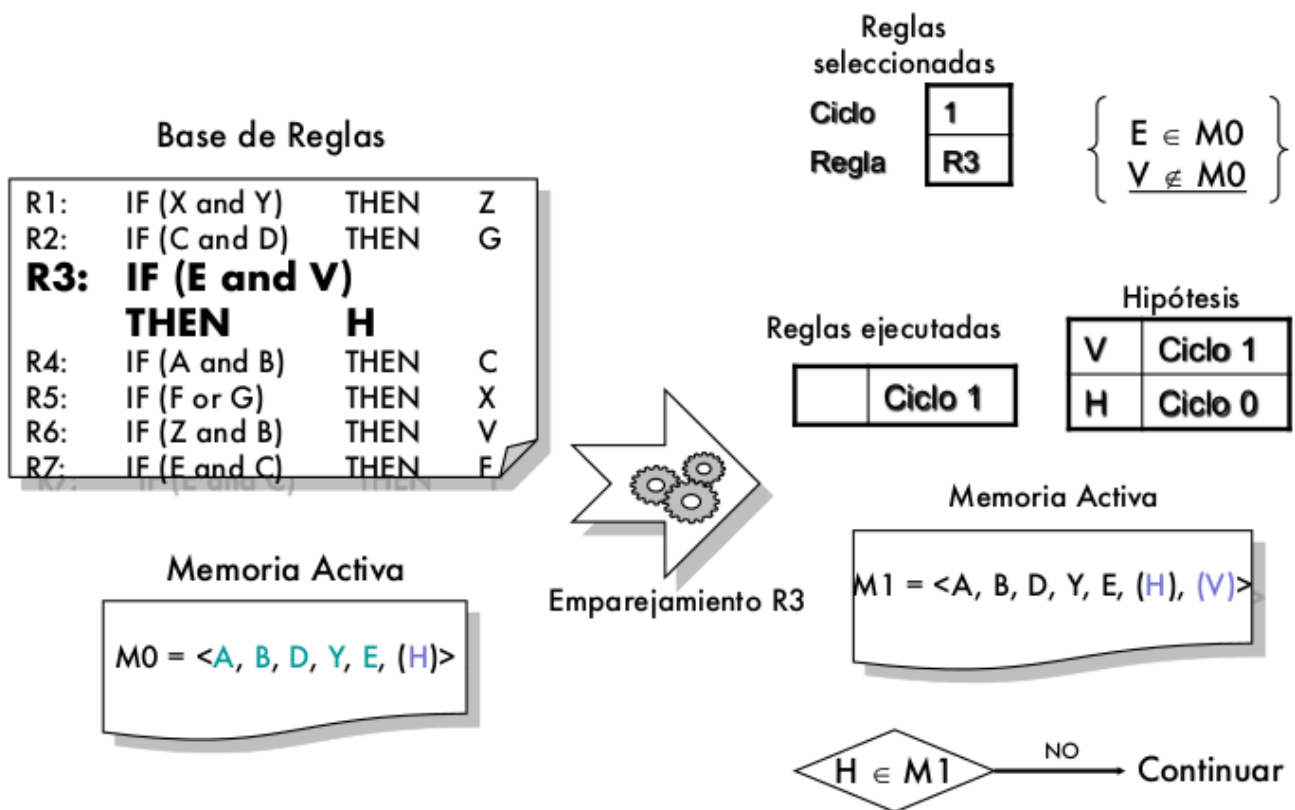 Base de Reglas
R1: IF (X and Y) THEN Z
R2: IF (C and D) THEN G
R3: IF (E and V)
THEN H
R4: IF (A and B) THEN C
R5: IF (F or G) THEN X
R6: IF (Z and B) THEN V
R7: IF (E and C) THEN F
Memoria Activa
M0 = <A, B, D, Y, E, (H)>
Emparejamiento R3
Reglas
seleccionadas
Ciclo 1
Regla R3
E ∈ M0
V ∉ M0
Reglas ejecutadas
Ciclo 1
Hipótesis
V Ciclo 1
H Ciclo 0
Memoria Activa
M1 = <A, B, D, Y, E, (H), (V)>
H ∈ M1 NO Continuar